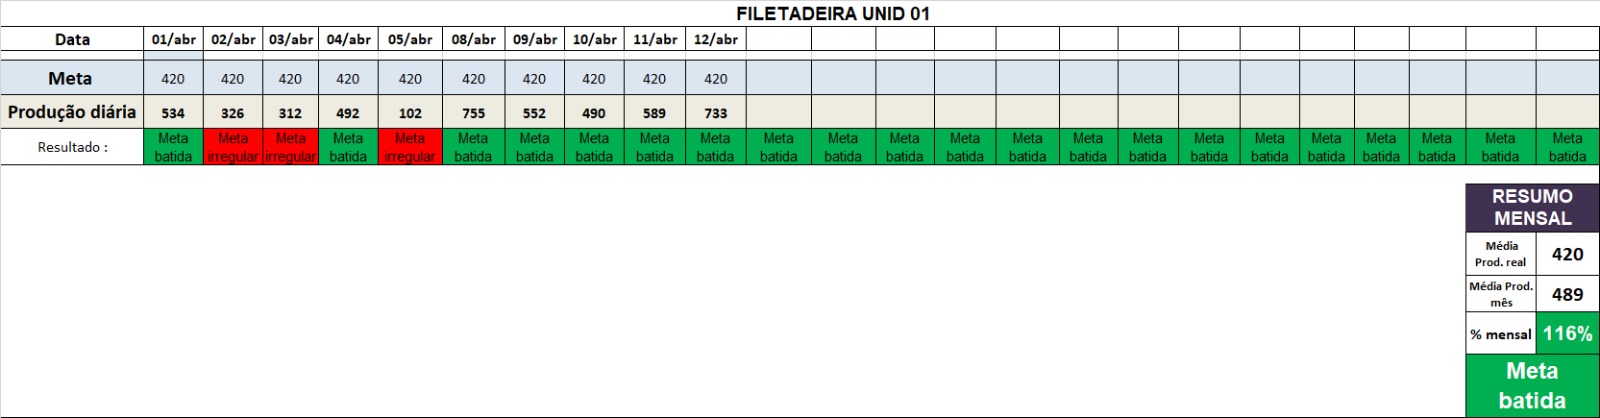 FILETADEIRA UNID 01
Data 01/abr 02/abr 03/abr 04/abr 05/abr 08/abr 09/abr 10/abr 11/abr 12/abr
Meta 420 420 420 420 420 420 420 420 420 420
Produção diária 534 326 312 492 102 755 552 490 589 733
Resultado : Meta batida Meta irregular Meta irregular Meta batida Meta irregular Meta batida Meta batida Meta batida Meta batida Meta batida Meta batida Meta batida Meta batida Meta batida Meta batida Meta batida Meta batida Meta batida Meta batida Meta batida Meta batida Meta batida Meta batida Meta batida
RESUMO
MENSAL
Média
Prod. real 420
Média Prod.
mês 489
% mensal 116%
Meta
batida